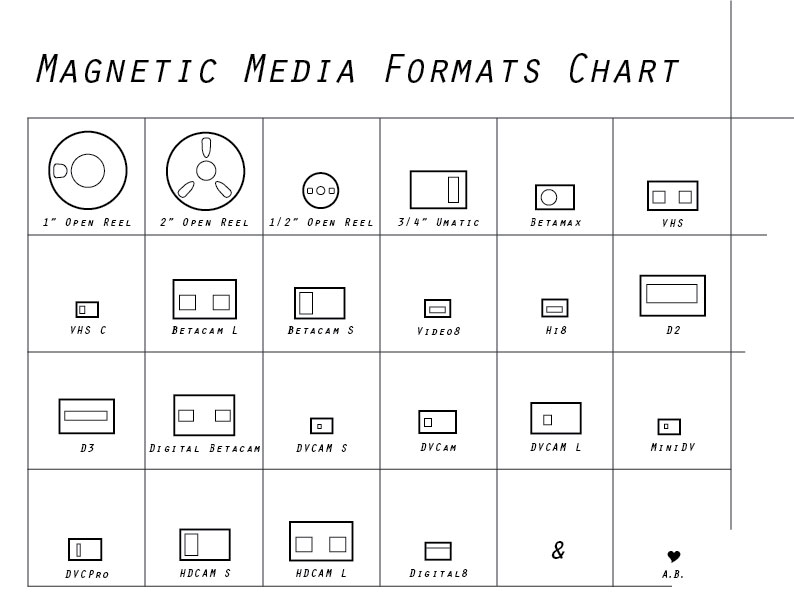 Magnetic Media Formats Chart
1" Open Reel
2" Open Reel
1/2" Open Reel
3/4" Umatic
Betamax
VHS
VHS C
Betacam L
Betacam S
Video8
Hi8
D2
D3
Digital Betacam
DVCAM S
DVCam
DVCAM L
MiniDV
DVCPro
HDCAM S
HDCAM L
Digital8
&
♥
A.B.